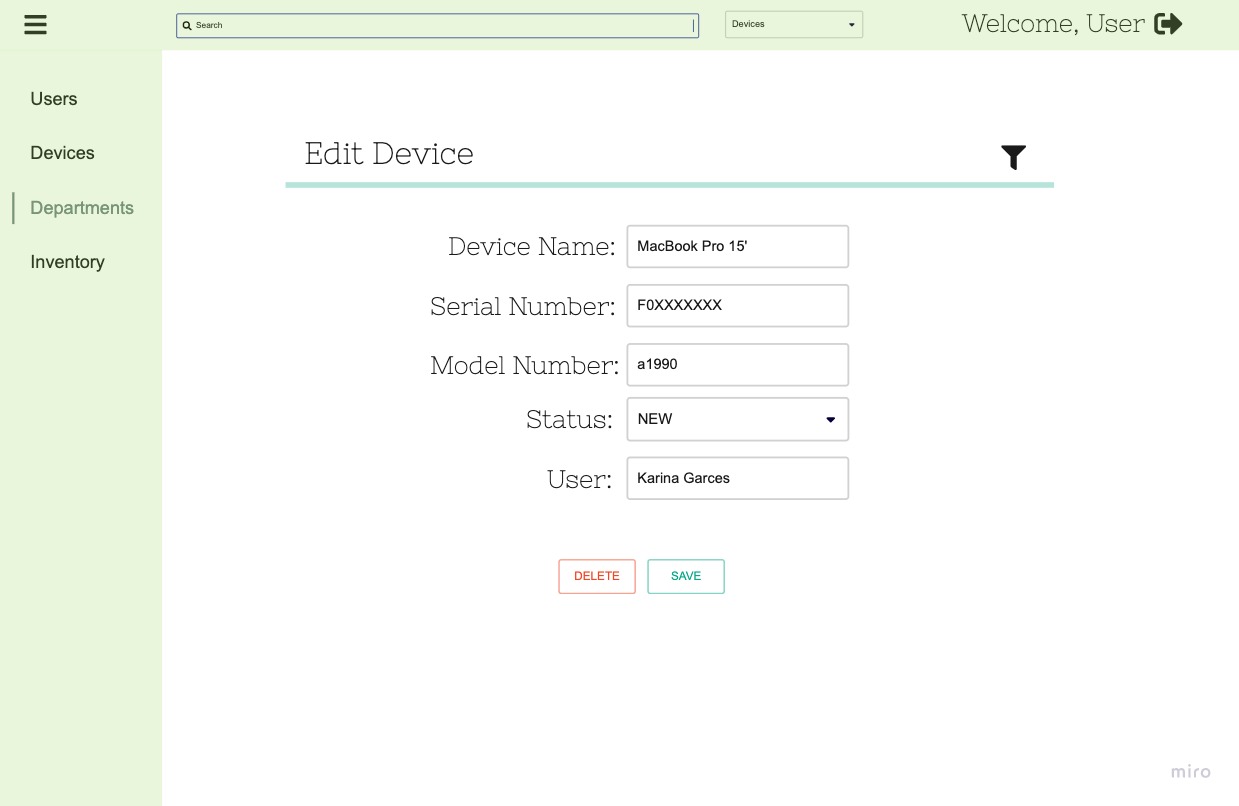 Search
Devices
Welcome, User
Users
Devices
Departments
Inventory
Edit Device
Device Name: MacBook Pro 15'
Serial Number: F0XXXXXXX
Model Number: a1990
Status: NEW
User: Karina Garces
DELETE SAVE
miro